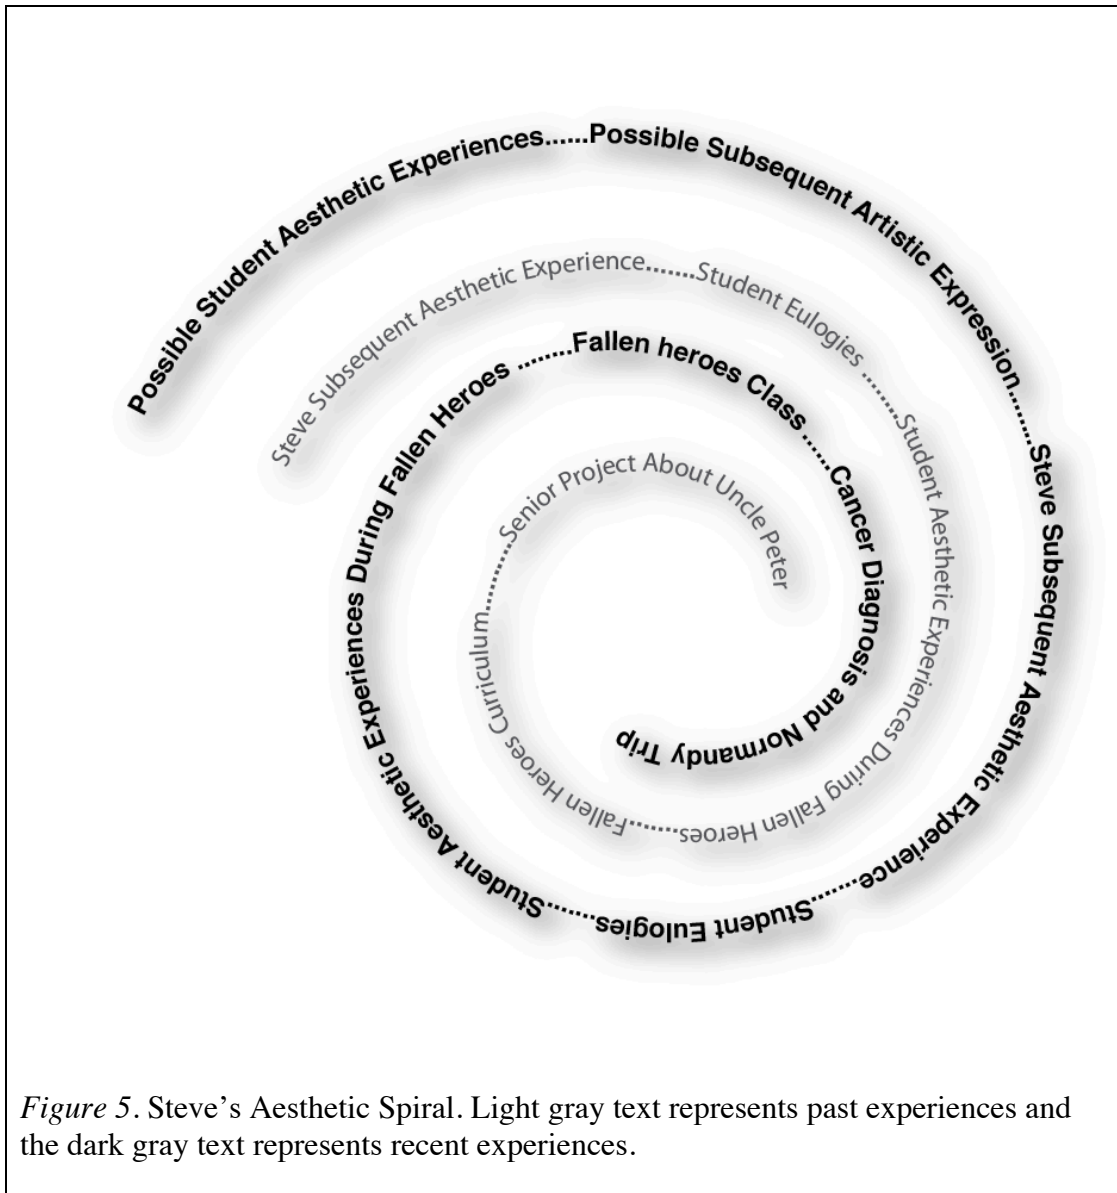 Possible Student Aesthetic Experiences......Possible Subsequent Artistic Expression.......Steve Subsequent Aesthetic Experience.......Student Eulogies.......Student Aesthetic Experiences During Fallen Heroes .......Fallen heroes Class ......Cancer Diagnosis and Normandy Trip
Steve Subsequent Aesthetic Experience.......Student Eulogies .......Student Aesthetic Experiences During Fallen Heroes.......Fallen Heroes Curriculum.........Senior Project About Uncle Peter
Figure 5. Steve’s Aesthetic Spiral. Light gray text represents past experiences and
the dark gray text represents recent experiences.